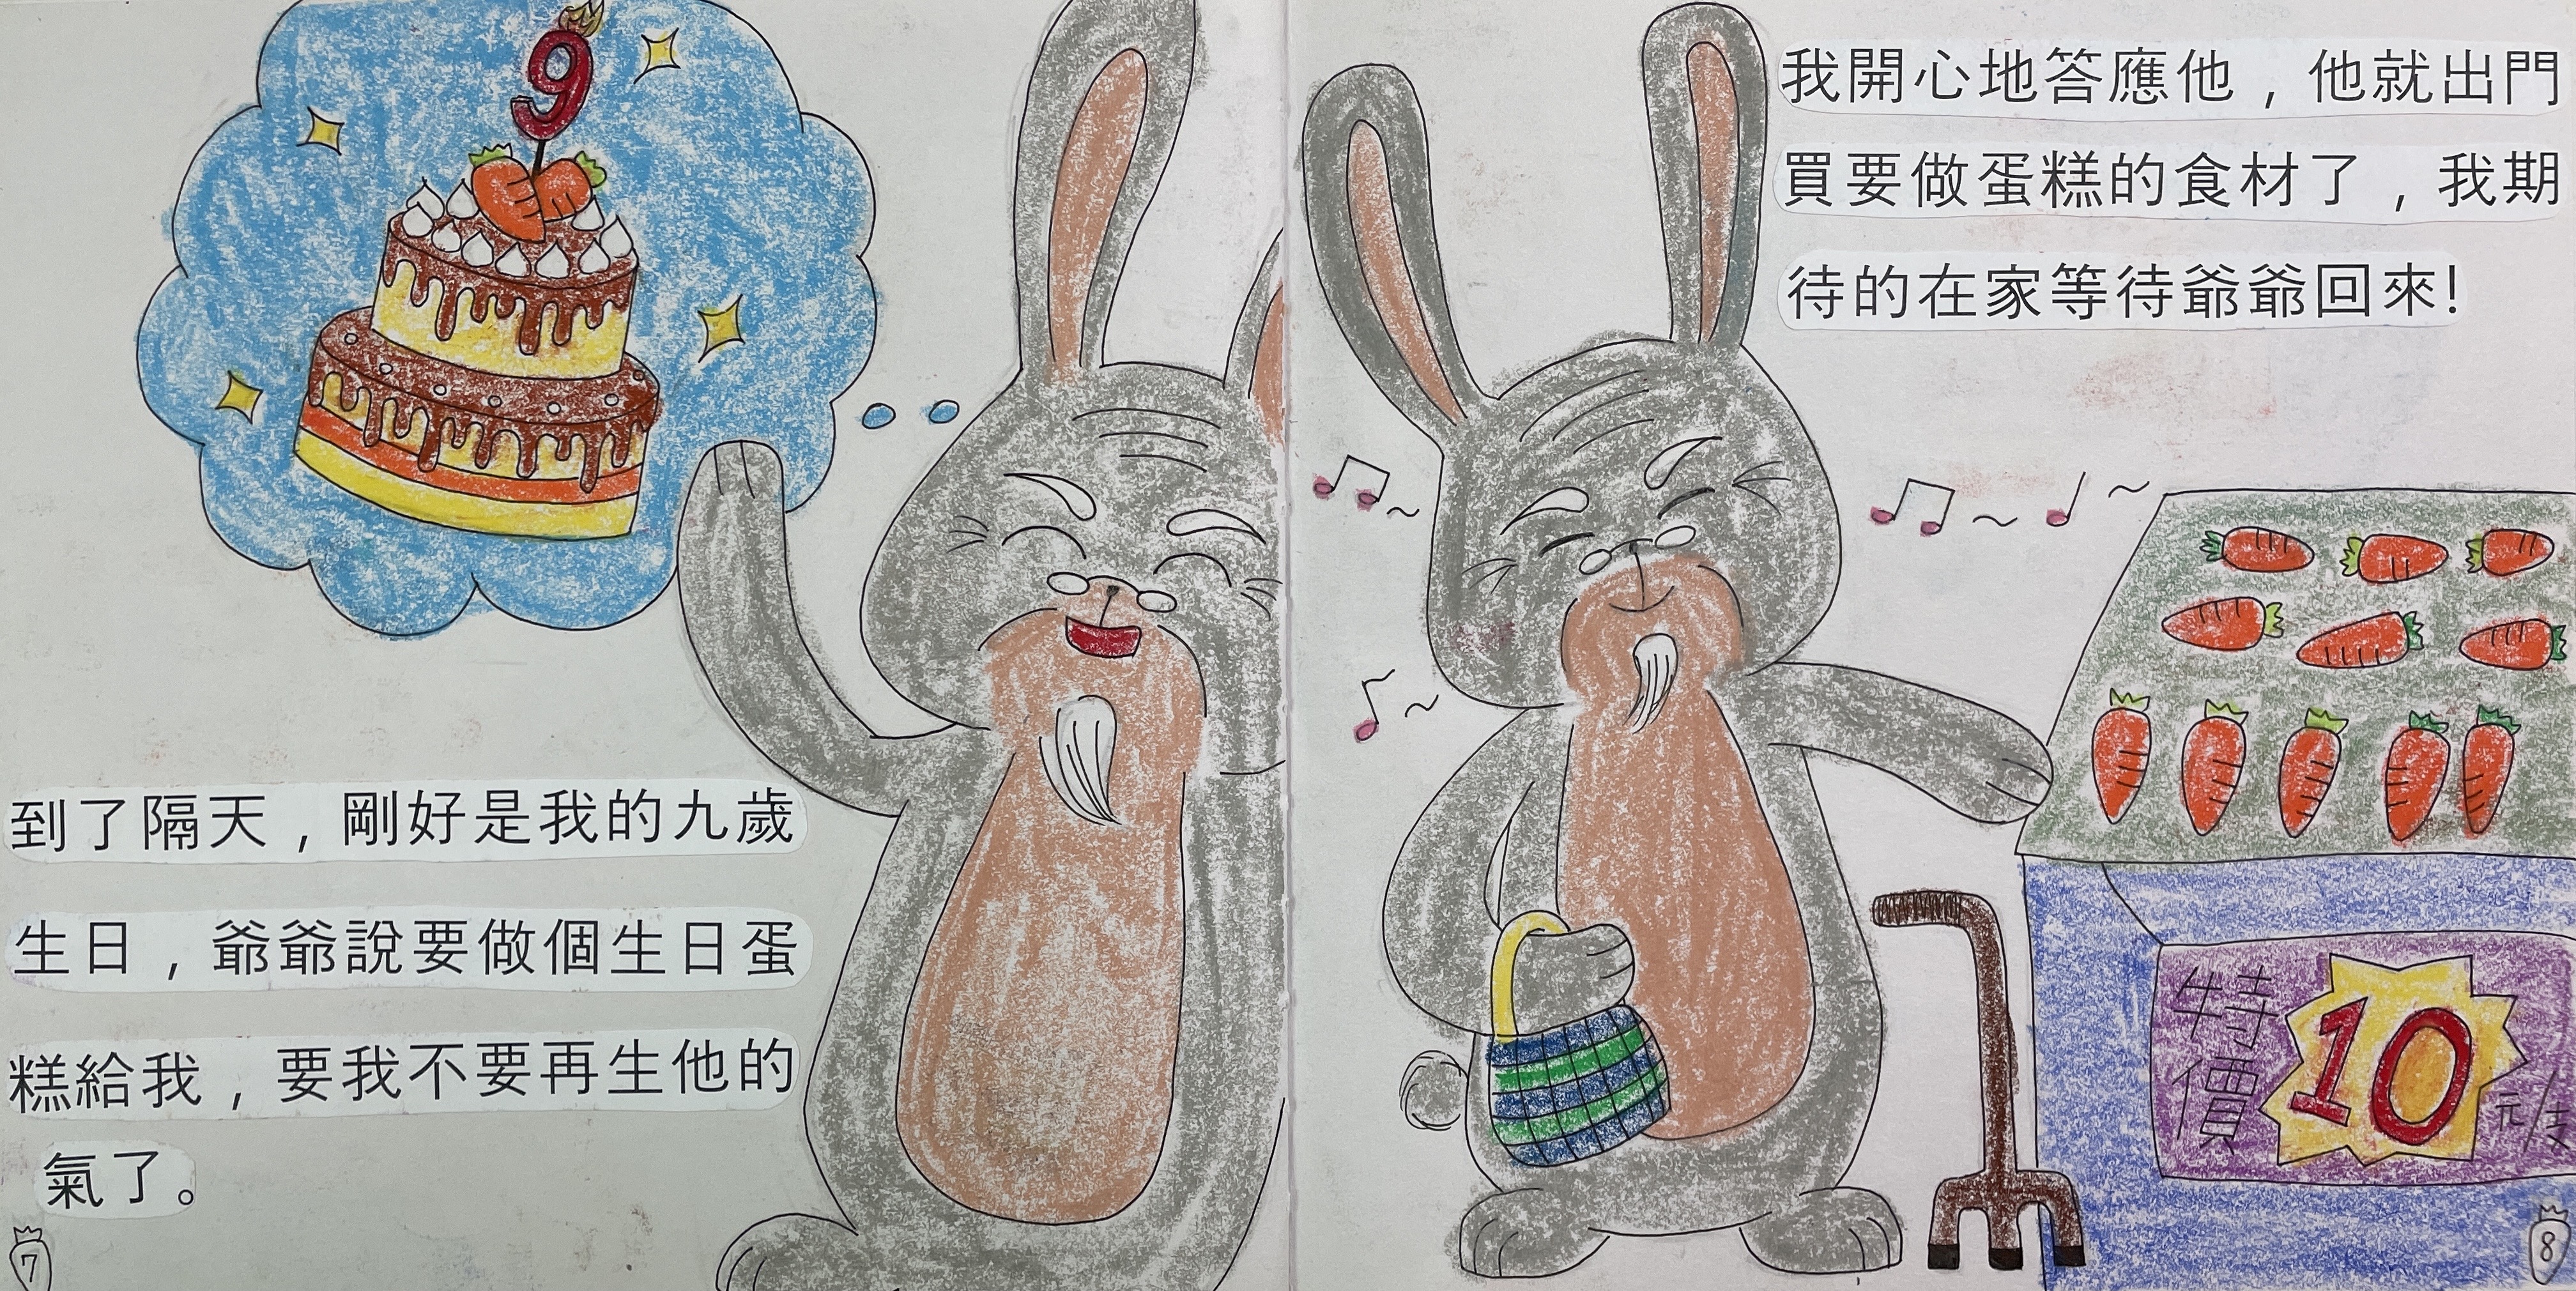 9
到了隔天，剛好是我的九歲
生日，爺爺說要做個生日蛋
糕給我，要我不要再生他的
氣了。
7
我開心地答應他，他就出門
買要做蛋糕的食材了，我期
待的在家等待爺爺回來!
特價
10
元/支
8